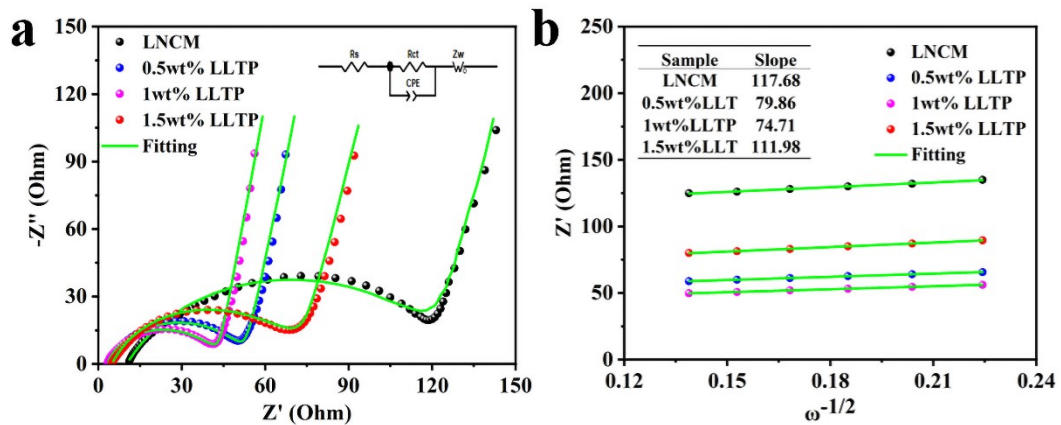 a
-Z'' (Ohm)
150
120
90
60
30
0
0 30 60 90 120 150
Z' (Ohm)
LNCM
0.5wt% LLTP
1wt% LLTP
1.5wt% LLTP
Fitting
Rs
Rct
Zw
CPE
b
Z' (Ohm)
250
200
150
100
50
0
0.12 0.15 0.18 0.21 0.24
ω-1/2
Sample Slope
LNCM 117.68
0.5wt%LLT 79.86
1wt%LLTP 74.71
1.5wt%LLT 111.98
LNCM
0.5wt% LLTP
1wt% LLTP
1.5wt% LLTP
Fitting